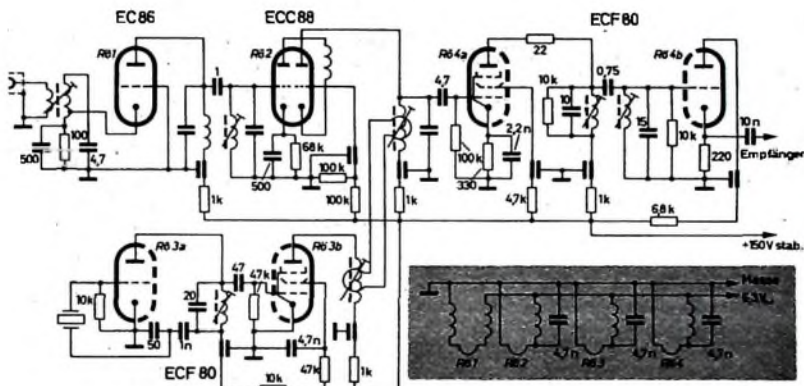 EC86
ECC88
ECF80
Rö1
Rö2
Rö4a
Rö4b
22
1
4,7
10k
0,75
10
15
10k
10n
Empfänger
220
100
500
4,7
68k
500
100k
100k
1k
1k
100k
330
2,2n
4,7k
1k
6,8k
+150V stab.
Rö3a
Rö3b
47
47k
20
10k
50
1n
4,7n
ECF 80
10k
47k
1k
Masse
6,3V~
4,7n
4,7n
4,7n
Rö1
Rö2
Rö3
Rö4